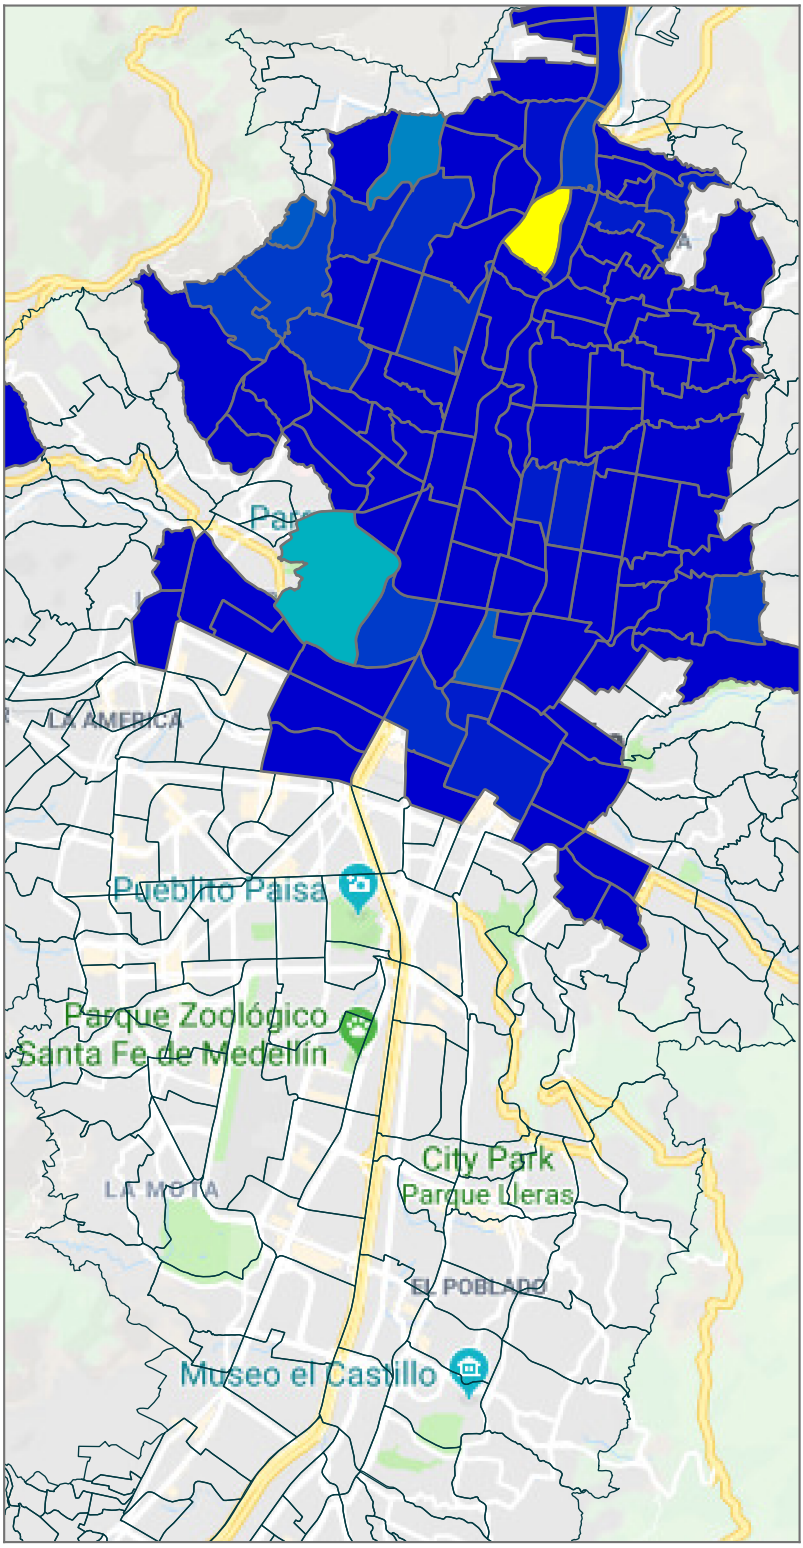 LA AMERICA
Pueblito Paisa
Parque Zoológico
Santa Fe de Medellín
City Park
Parque Lleras
LA MOTA
EL POBLADO
Museo el Castillo